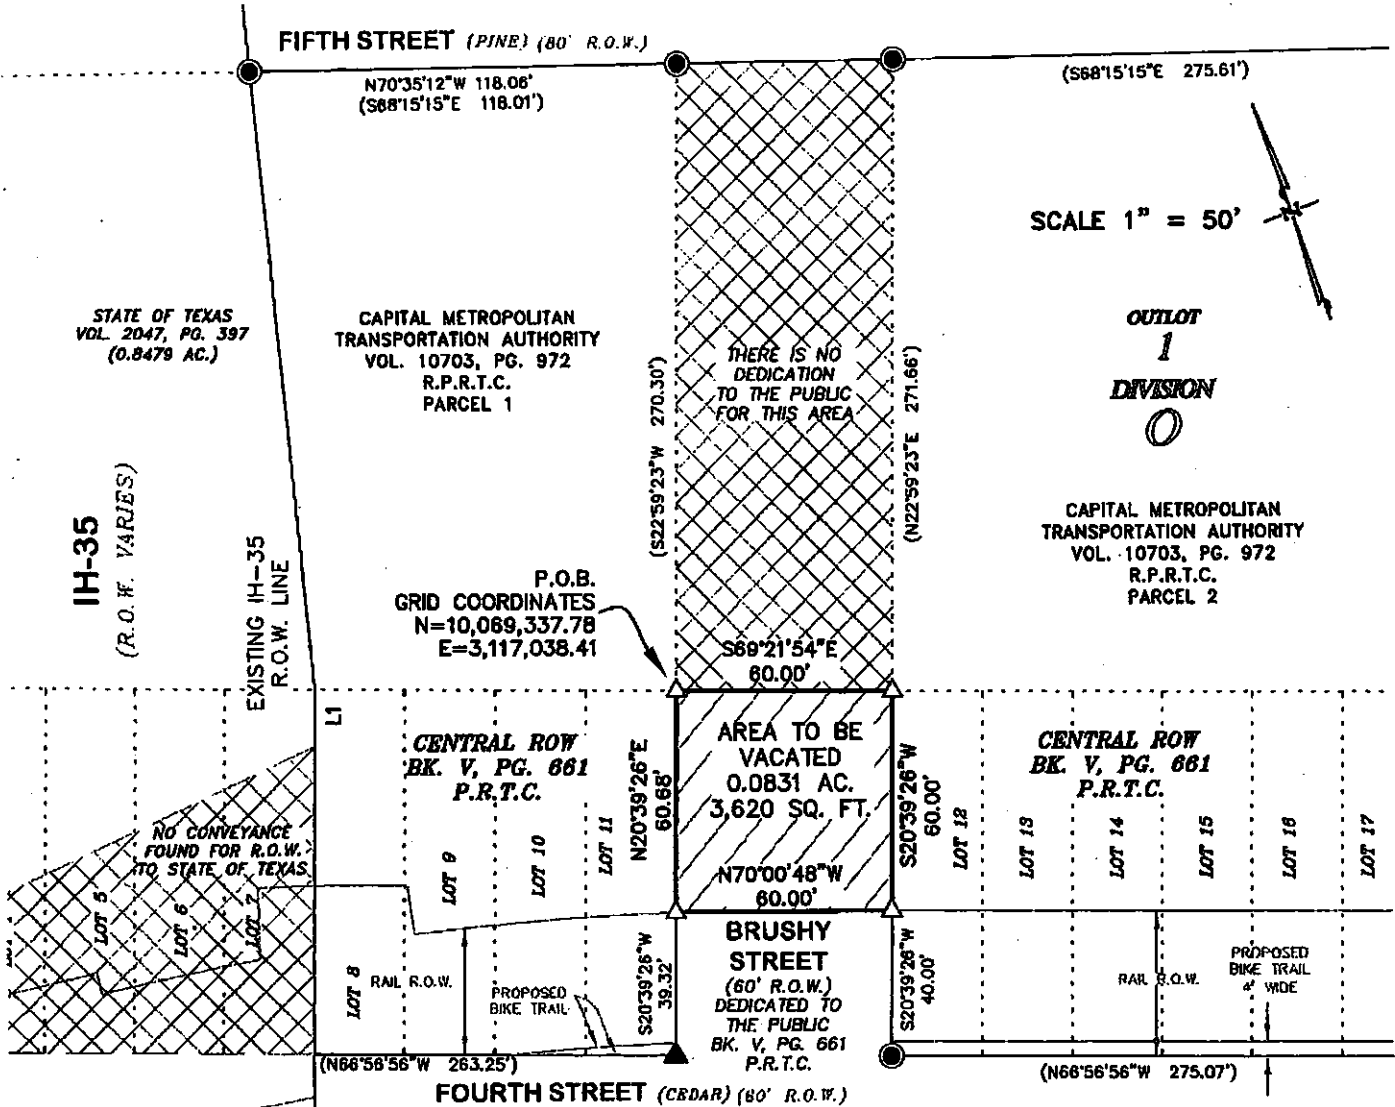 FIFTH STREET (PINE) (80' R.O.W.)
N70°35'12"W 118.06'
(S68°15'15"E 118.01')
(S68°15'15"E 275.61')
SCALE 1" = 50'
STATE OF TEXAS
VOL. 2047, PG. 397
(0.8479 AC.)
CAPITAL METROPOLITAN
TRANSPORTATION AUTHORITY
VOL. 10703, PG. 972
R.P.R.T.C.
PARCEL 1
THERE IS NO
DEDICATION
TO THE PUBLIC
FOR THIS AREA
(S22°59'23"W 270.30')
(N22°59'23"E 271.66')
OUTLOT
1
DIVISION
O
CAPITAL METROPOLITAN
TRANSPORTATION AUTHORITY
VOL. 10703, PG. 972
R.P.R.T.C.
PARCEL 2
IH-35
(R.O.W. VARIES)
EXISTING IH-35
R.O.W. LINE
P.O.B.
GRID COORDINATES
N=10,069,337.78
E=3,117,038.41
S69°21'54"E
60.00'
L1
CENTRAL ROW
BK. V, PG. 661
P.R.T.C.
N20°39'26"E
60.68'
AREA TO BE
VACATED
0.0831 AC.
3,620 SQ. FT.
S20°39'26"W
60.00'
CENTRAL ROW
BK. V, PG. 661
P.R.T.C.
NO CONVEYANCE
FOUND FOR R.O.W.
TO STATE OF TEXAS
LOT 5
LOT 6
LOT 7
LOT 8
LOT 9
LOT 10
LOT 11
N70°00'48"W
60.00'
LOT 12
LOT 13
LOT 14
LOT 15
LOT 16
LOT 17
RAIL R.O.W.
PROPOSED
BIKE TRAIL
S20°39'26"W
39.32'
BRUSHY
STREET
(60' R.O.W.)
DEDICATED TO
THE PUBLIC
BK. V, PG. 661
P.R.T.C.
S20°39'26"W
40.00'
RAIL R.O.W.
PROPOSED
BIKE TRAIL
4' WIDE
(N66°56'56"W 263.25')
(N66°56'56"W 275.07')
FOURTH STREET (CEDAR) (60' R.O.W.)